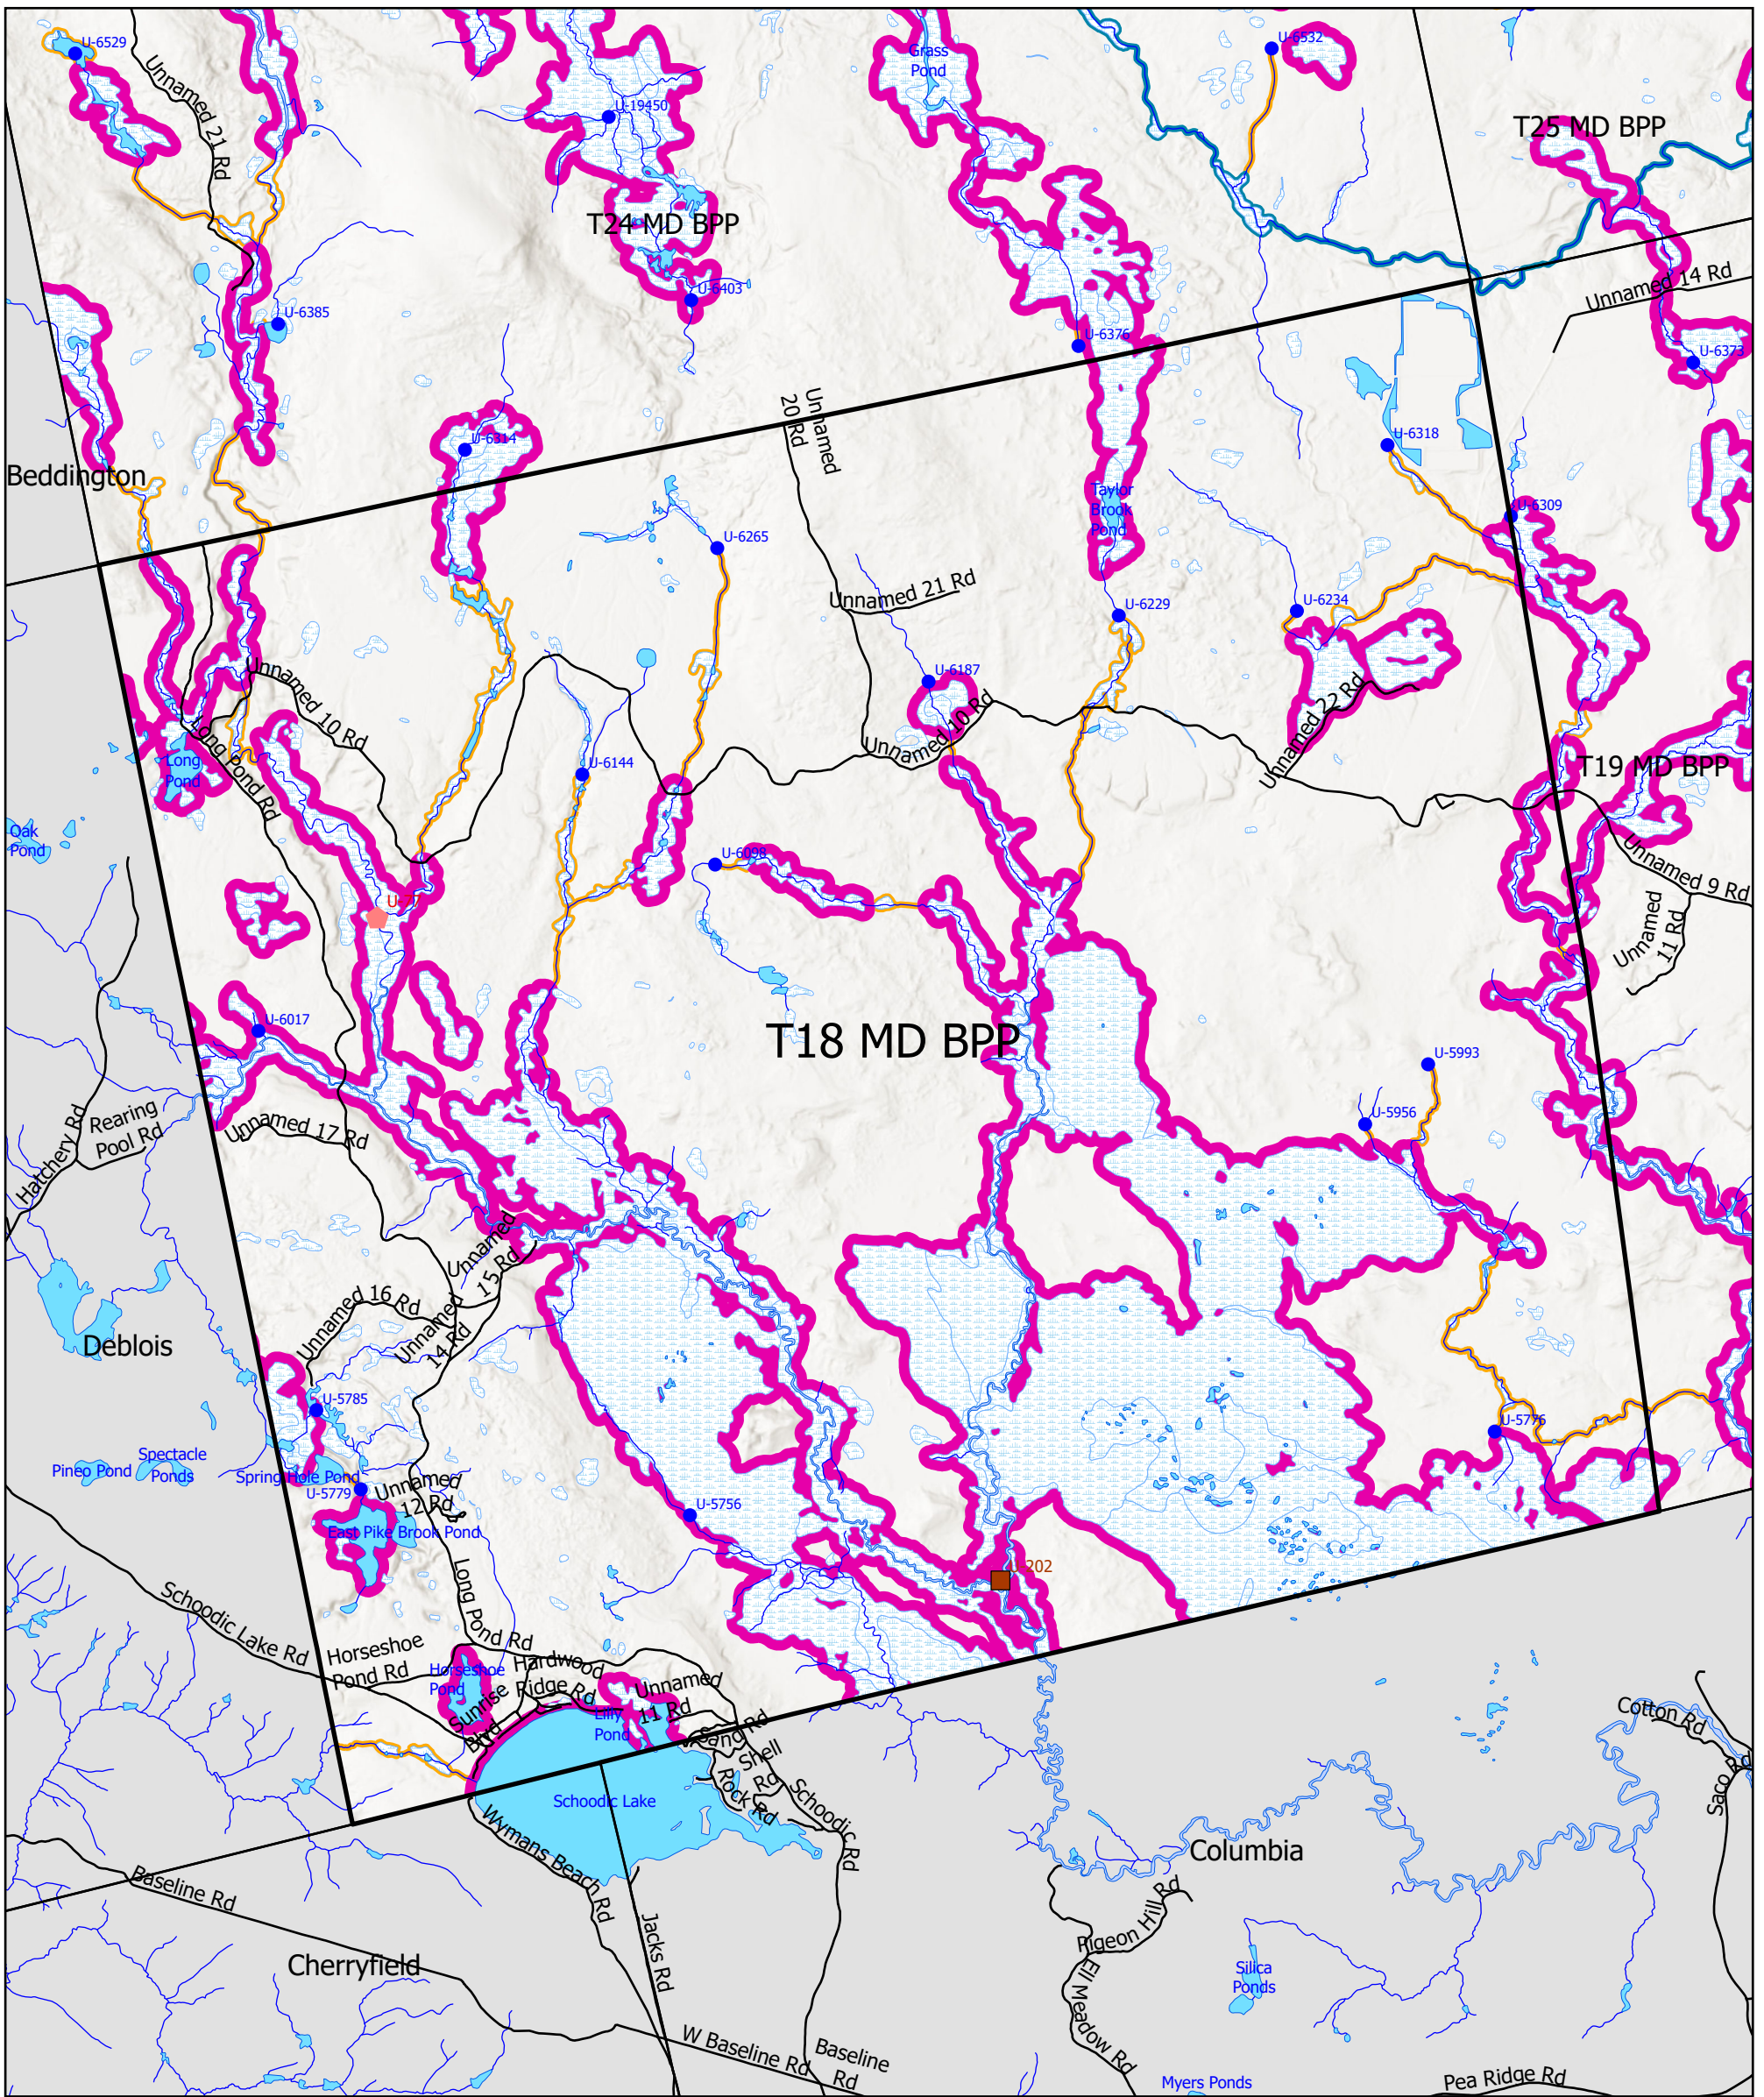 U-6529
Unnamed 21 Rd
Grass
Pond
U-6532
U-19450
T25 MD BPP
T24 MD BPP
U-6403
U-6385
Unnamed 14 Rd
U-6376
U-6373
Unnamed
20 Rd
U-6314
U-6318
Beddington
Taylor
Brook
Pond
U-6309
U-6265
Unnamed 21 Rd
U-6229
U-6234
U-6187
Unnamed 10 Rd
Unnamed 10 Rd
Unnamed 22 Rd
Long Pond Rd
Long
Pond
U-6144
T19 MD BPP
Oak
Pond
U-6098
Unnamed 9 Rd
Unnamed
11 Rd
U-6017
T18 MD BPP
U-5993
Hatchery Rd
Rearing
Pool Rd
Unnamed 17 Rd
U-5956
Unnamed
15 Rd
Unnamed 16 Rd
Unnamed
14 Rd
Deblois
U-5785
U-5776
Pineo Pond
Spectacle
Ponds
Spring Hole Pond
U-5779
Unnamed
12 Rd
U-5756
East Pike Brook Pond
202
Schoodic Lake Rd
Long Pond Rd
Horseshoe
Pond Rd
Horseshoe
Pond
Hardwood
Ridge Rd
Sunrise
Blvd
Unnamed
11 Rd
Lilly
Pond
Sand Rd
Shell
Rd
Rock Rd
Schoodic Rd
Cotton Rd
Saco Rd
Schoodic Lake
Wymans Beach Rd
Columbia
Baseline Rd
Jacks Rd
Pigeon Hill Rd
Cherryfield
Ell Meadow Rd
Silica
Ponds
W Baseline Rd
Baseline
Rd
Myers Ponds
Pea Ridge Rd